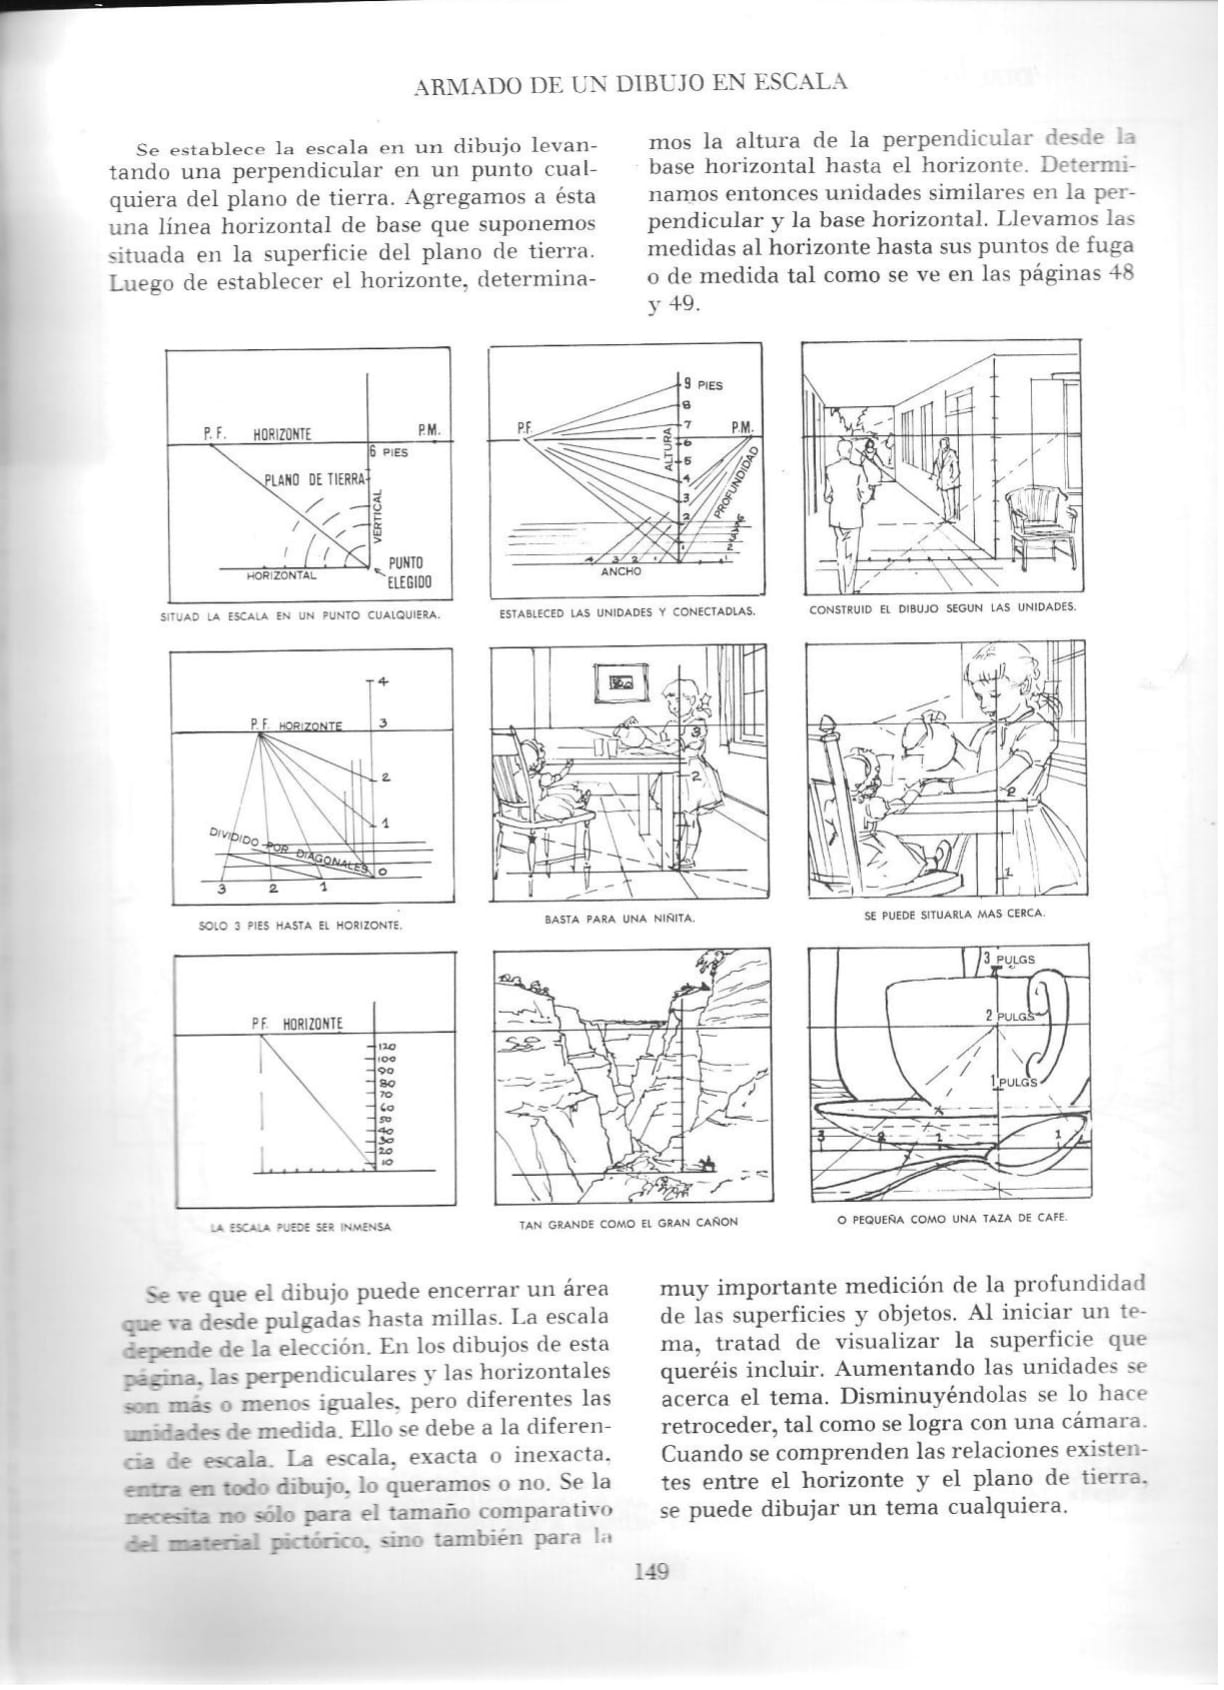 ARMADO DE UN DIBUJO EN ESCALA
Se establece la escala en un dibujo levan-
tando una perpendicular en un punto cual-
quiera del plano de tierra. Agregamos a ésta
una línea horizontal de base que suponemos
situada en la superficie del plano de tierra.
Luego de establecer el horizonte, determina-
mos la altura de la perpendicular desde la
base horizontal hasta el horizonte. Determi-
namos entonces unidades similares en la per-
pendicular y la base horizontal. Llevamos las
medidas al horizonte hasta sus puntos de fuga
o de medida tal como se ve en las páginas 48
y 49.
P. F. HORIZONTE P.M.
6 PIES
PLANO DE TIERRA
VERTICAL
HORIZONTAL
PUNTO
ELEGIDO
SITUAD LA ESCALA EN UN PUNTO CUALQUIERA.
9 PIES
8
7
P.F. P.M.
6
5
4
3
2
1
ALTURA
PROFUNDIDAD
4 3 2 1
ANCHO
ESTABLECED LAS UNIDADES Y CONECTADLAS.
CONSTRUID EL DIBUJO SEGUN LAS UNIDADES.
4
P. F. HORIZONTE 3
2
1
DIVIDIDO POR DIAGONALES 0
3 2 1
SOLO 3 PIES HASTA EL HORIZONTE.
3
2
BASTA PARA UNA NIÑITA.
2
1
SE PUEDE SITUARLA MAS CERCA.
P.F. HORIZONTE
120
100
90
80
70
60
50
40
30
20
10
LA ESCALA PUEDE SER INMENSA
TAN GRANDE COMO EL GRAN CAÑON
3 PULGS
2 PULGS
1 PULGS
3 2 1 1
O PEQUEÑA COMO UNA TAZA DE CAFE.
Se ve que el dibujo puede encerrar un área
que va desde pulgadas hasta millas. La escala
depende de la elección. En los dibujos de esta
página, las perpendiculares y las horizontales
son más o menos iguales, pero diferentes las
unidades de medida. Ello se debe a la diferen-
cia de escala. La escala, exacta o inexacta,
entra en todo dibujo, lo queramos o no. Se la
necesita no sólo para el tamaño comparativo
del material pictórico, sino también para la
muy importante medición de la profundidad
de las superficies y objetos. Al iniciar un te-
ma, tratad de visualizar la superficie que
queréis incluir. Aumentando las unidades se
acerca el tema. Disminuyéndolas se lo hace
retroceder, tal como se logra con una cámara.
Cuando se comprenden las relaciones existen-
tes entre el horizonte y el plano de tierra,
se puede dibujar un tema cualquiera.
149